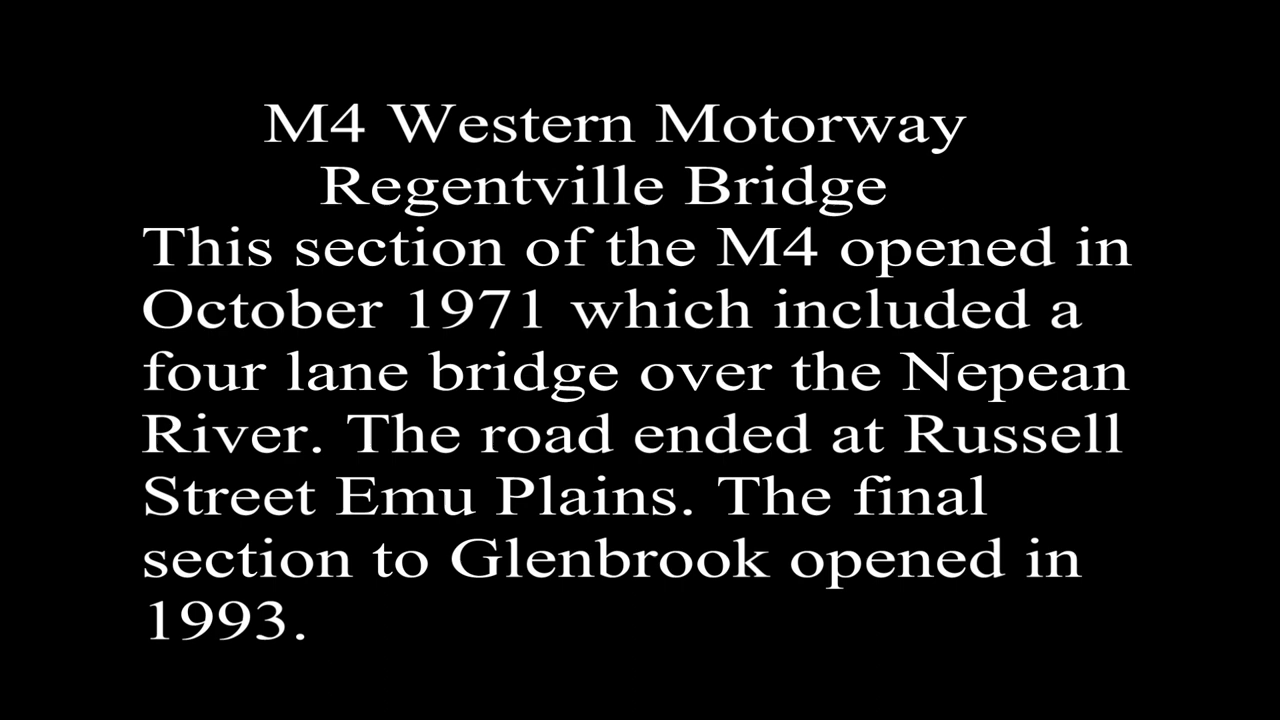 M4 Western Motorway
Regentville Bridge
This section of the M4 opened in
October 1971 which included a
four lane bridge over the Nepean
River. The road ended at Russell
Street Emu Plains. The final
section to Glenbrook opened in
1993.